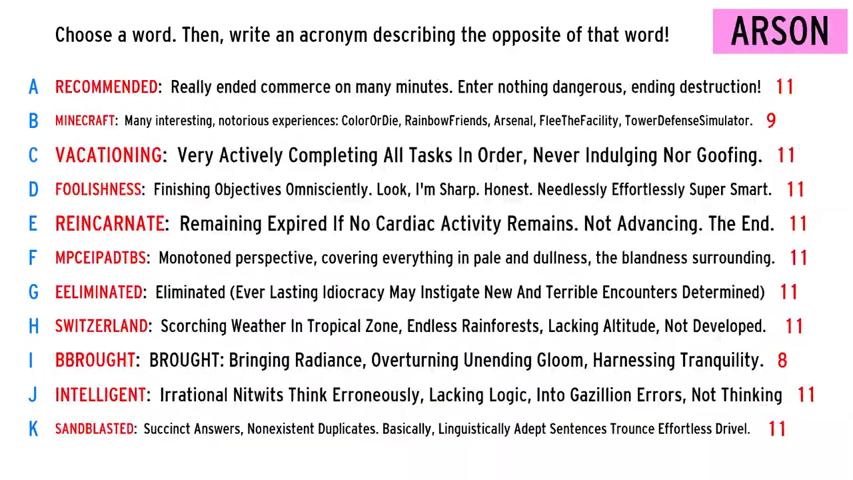 Choose a word. Then, write an acronym describing the opposite of that word!
ARSON
A RECOMMENDED: Really ended commerce on many minutes. Enter nothing dangerous, ending destruction! 11
B MINECRAFT: Many interesting, notorious experiences: ColorOrDie, RainbowFriends, Arsenal, FleeTheFacility, TowerDefenseSimulator. 9
C VACATIONING: Very Actively Completing All Tasks In Order, Never Indulging Nor Goofing. 11
D FOOLISHNESS: Finishing Objectives Omnisciently. Look, I'm Sharp. Honest. Needlessly Effortlessly Super Smart. 11
E REINCARNATE: Remaining Expired If No Cardiac Activity Remains. Not Advancing. The End. 11
F MPCEIPADTBS: Monotoned perspective, covering everything in pale and dullness, the blandness surrounding. 11
G EELIMINATED: Eliminated (Ever Lasting Idiocracy May Instigate New And Terrible Encounters Determined) 11
H SWITZERLAND: Scorching Weather In Tropical Zone, Endless Rainforests, Lacking Altitude, Not Developed. 11
I BBROUGHT: BROUGHT: Bringing Radiance, Overturning Unending Gloom, Harnessing Tranquility. 8
J INTELLIGENT: Irrational Nitwits Think Erroneously, Lacking Logic, Into Gazillion Errors, Not Thinking 11
K SANDBLASTED: Succinct Answers, Nonexistent Duplicates. Basically, Linguistically Adept Sentences Trounce Effortless Drivel. 11